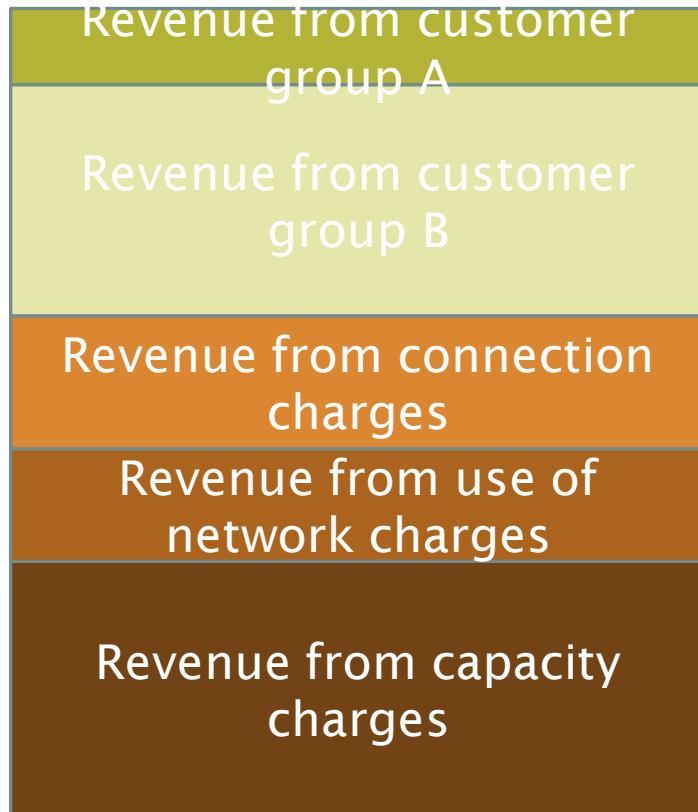 Revenue from customer
group A
Revenue from customer
group B
Revenue from connection
charges
Revenue from use of
network charges
Revenue from capacity
charges